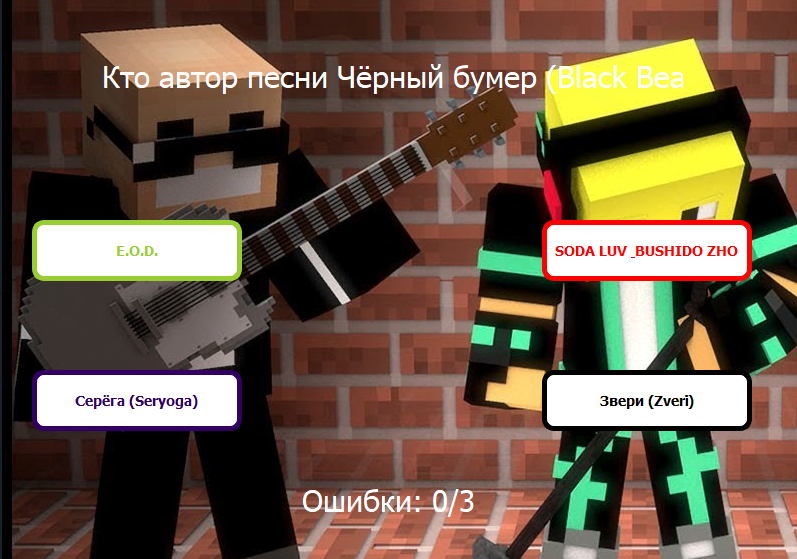 Кто автор песни Чёрный бумер (Black Bea
E.O.D.
SODA LUV _BUSHIDO ZHO
Серёга (Seryoga)
Звери (Zveri)
Ошибки: 0/3